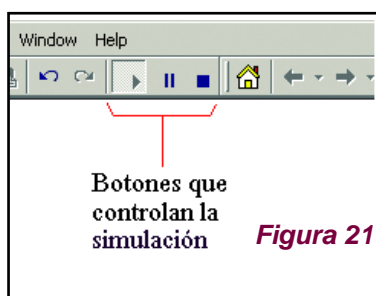 Window Help
Botones que
controlan la
simulación
Figura 21